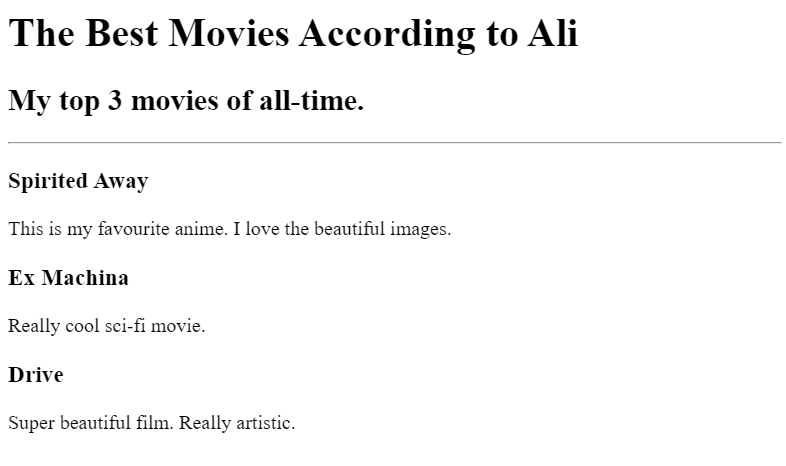 The Best Movies According to Ali
My top 3 movies of all-time.
Spirited Away
This is my favourite anime. I love the beautiful images.
Ex Machina
Really cool sci-fi movie.
Drive
Super beautiful film. Really artistic.